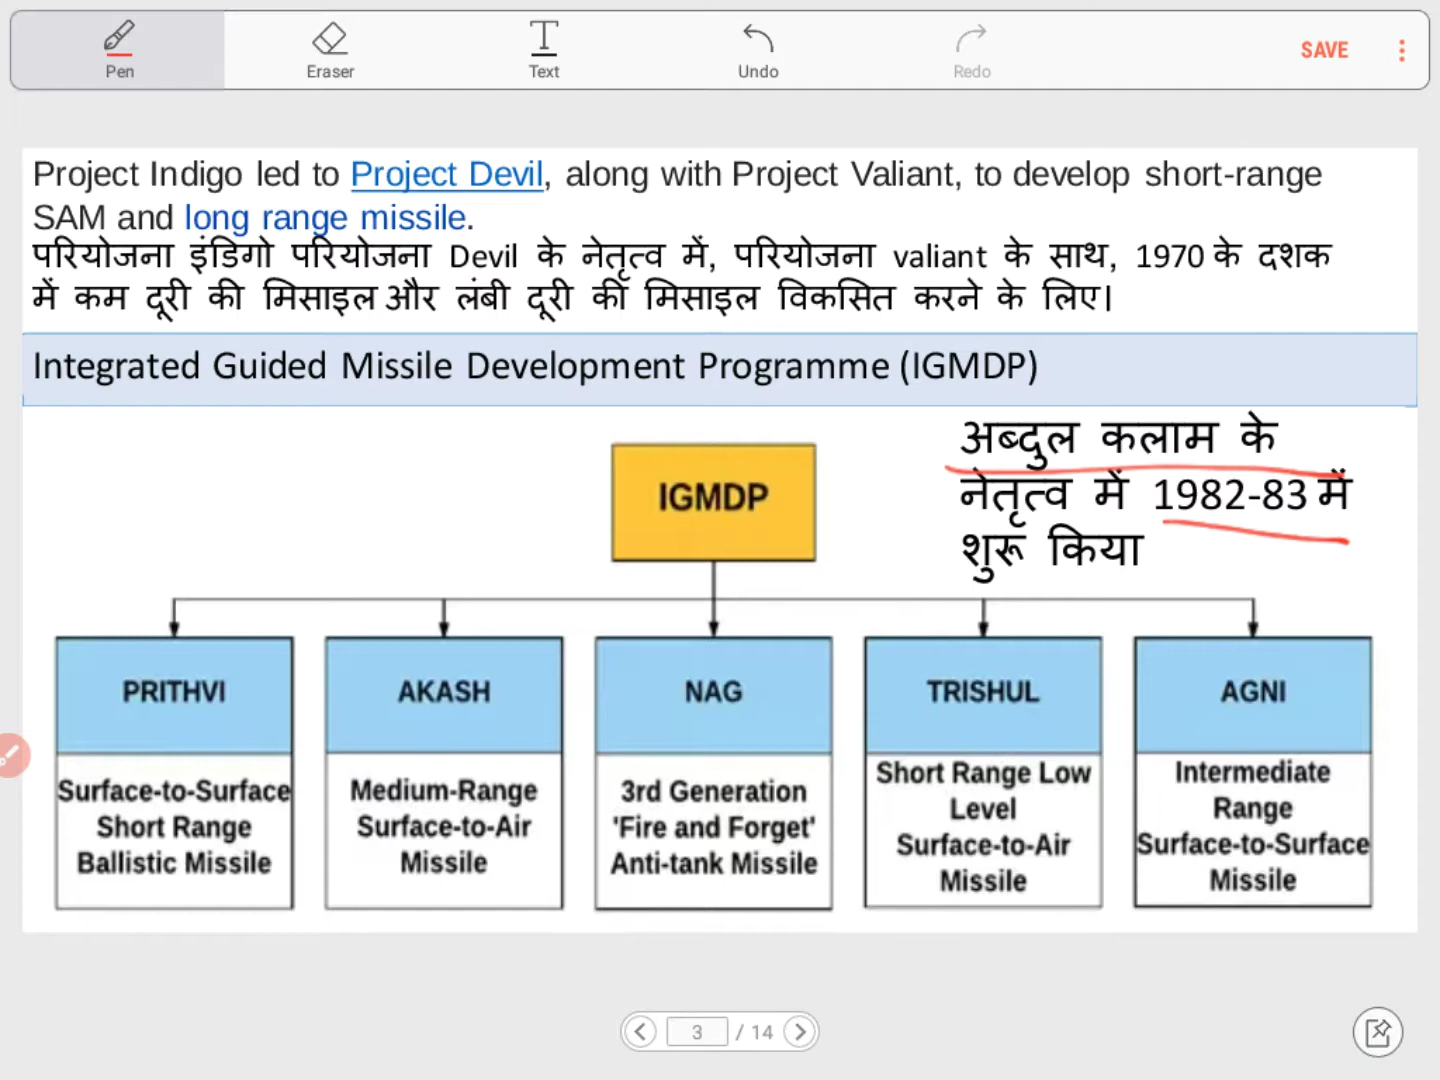 Pen
Eraser
Text
Undo
Redo
SAVE
Project Indigo led to Project Devil, along with Project Valiant, to develop short-range
SAM and long range missile.
परियोजना इंडिगो परियोजना Devil के नेतृत्व में, परियोजना valiant के साथ, 1970 के दशक
में कम दूरी की मिसाइल और लंबी दूरी की मिसाइल विकसित करने के लिए।
Integrated Guided Missile Development Programme (IGMDP)
अब्दुल कलाम के
नेतृत्व में 1982-83 में
शुरू किया
IGMDP
PRITHVI
Surface-to-Surface
Short Range
Ballistic Missile
AKASH
Medium-Range
Surface-to-Air
Missile
NAG
3rd Generation
'Fire and Forget'
Anti-tank Missile
TRISHUL
Short Range Low
Level
Surface-to-Air
Missile
AGNI
Intermediate
Range
Surface-to-Surface
Missile
3 / 14